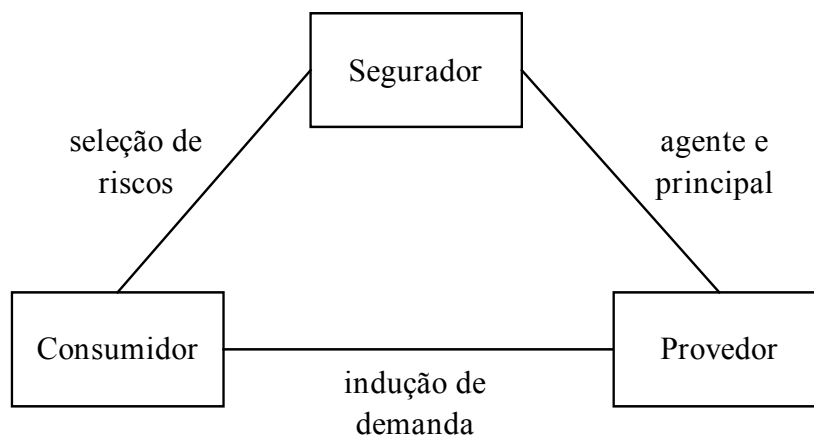 Segurador
seleção de
riscos
agente e
principal
Consumidor
Provedor
indução de
demanda